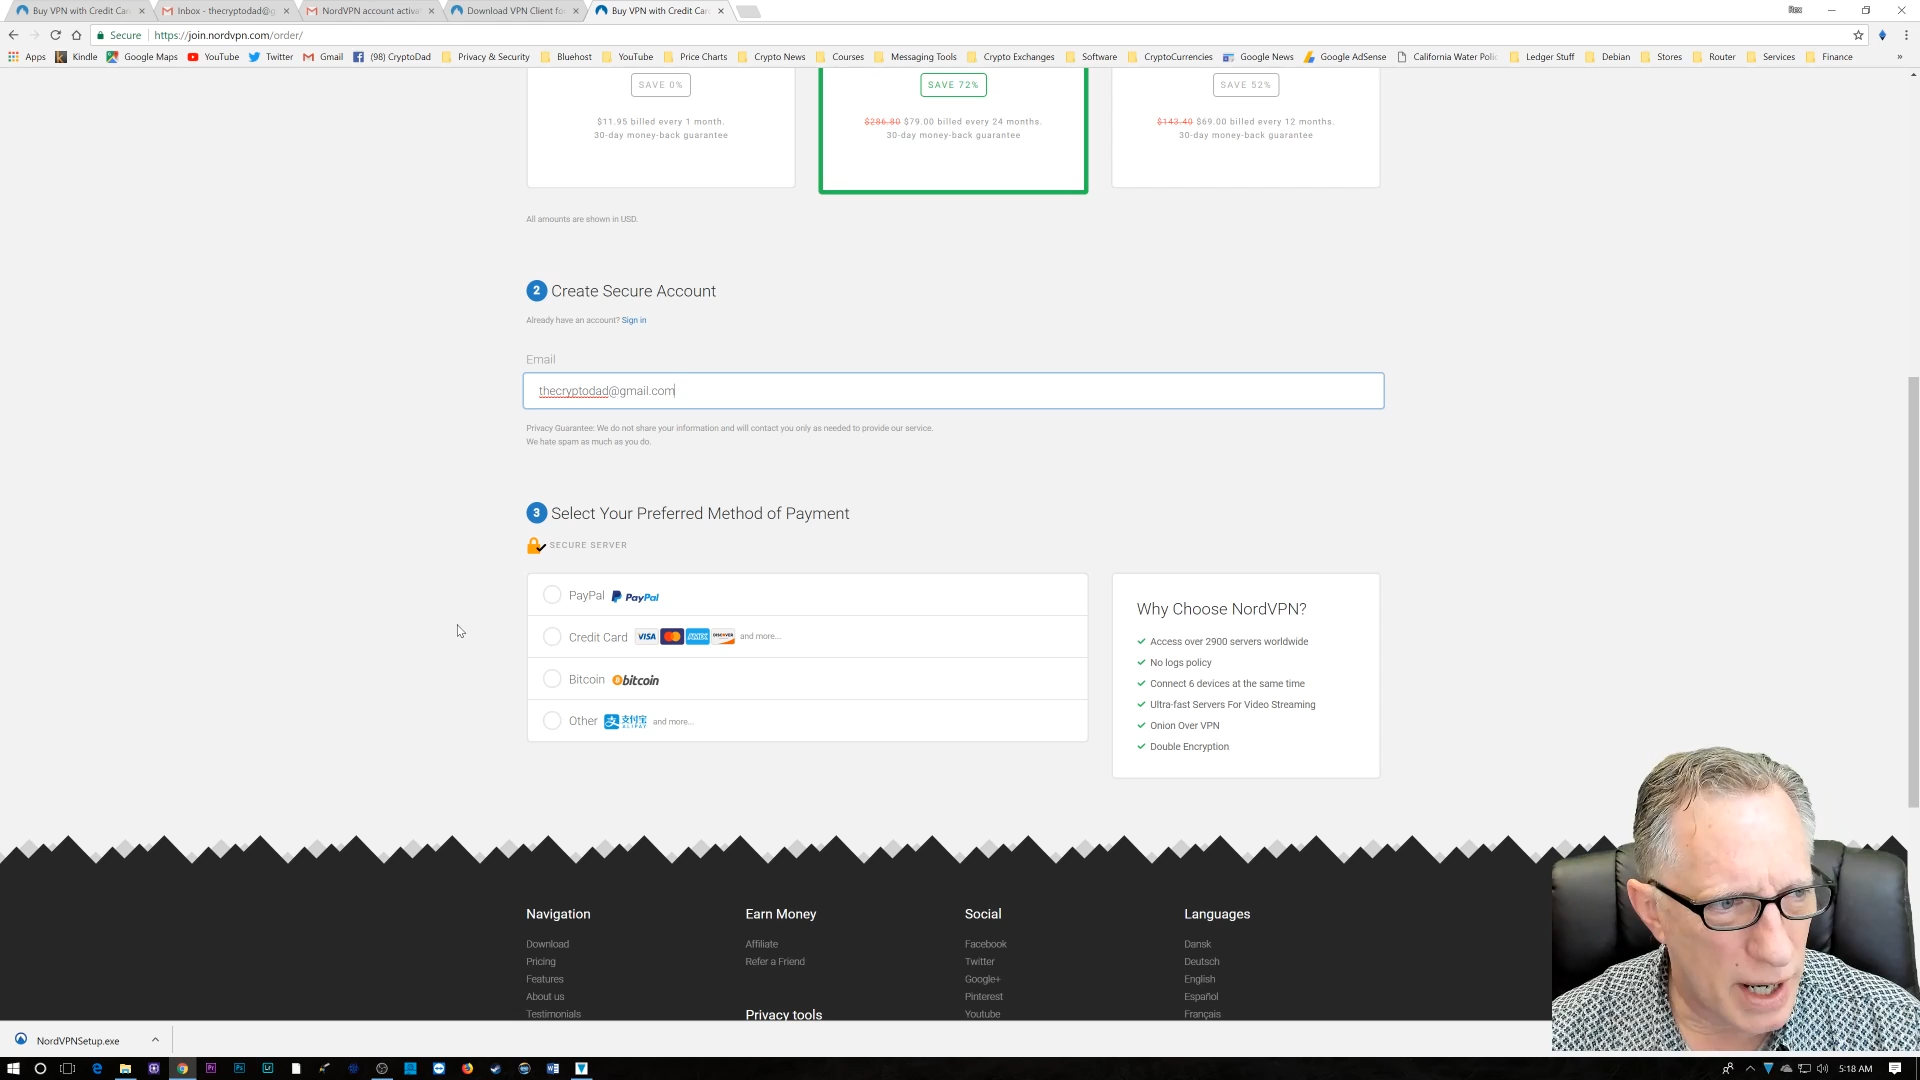 Buy VPN with Credit Car
Inbox - thecryptodad@g
NordVPN account activa
Download VPN Client fo
Buy VPN with Credit Car
Secure
https://join.nordvpn.com/order/
Apps
Kindle
Google Maps
YouTube
Twitter
Gmail
(98) CryptoDad
Privacy & Security
Bluehost
YouTube
Price Charts
Crypto News
Courses
Messaging Tools
Crypto Exchanges
Software
CryptoCurrencies
Google News
Google AdSense
California Water Poli
Ledger Stuff
Debian
Stores
Router
Services
Finance
»
SAVE 0%
$11.95 billed every 1 month.
30-day money-back guarantee
SAVE 72%
$286.80 $79.00 billed every 24 months.
30-day money-back guarantee
SAVE 52%
$143.40 $69.00 billed every 12 months.
30-day money-back guarantee
All amounts are shown in USD.
2 Create Secure Account
Already have an account? Sign in
Email
thecryptodad@gmail.com
Privacy Guarantee: We do not share your information and will contact you only as needed to provide our service.
We hate spam as much as you do.
3 Select Your Preferred Method of Payment
SECURE SERVER
PayPal PayPal
Credit Card VISA AMEX DISCOVER and more...
Bitcoin bitcoin
Other 支 支付宝 ALIPAY and more...
Why Choose NordVPN?
Access over 2900 servers worldwide
No logs policy
Connect 6 devices at the same time
Ultra-fast Servers For Video Streaming
Onion Over VPN
Double Encryption
Navigation
Download
Pricing
Features
About us
Testimonials
Earn Money
Affiliate
Refer a Friend
Privacy tools
Social
Facebook
Twitter
Google+
Pinterest
Youtube
Languages
Dansk
Deutsch
English
Español
Français
NordVPNSetup.exe
Pr
Ps
Lr
5:18 AM